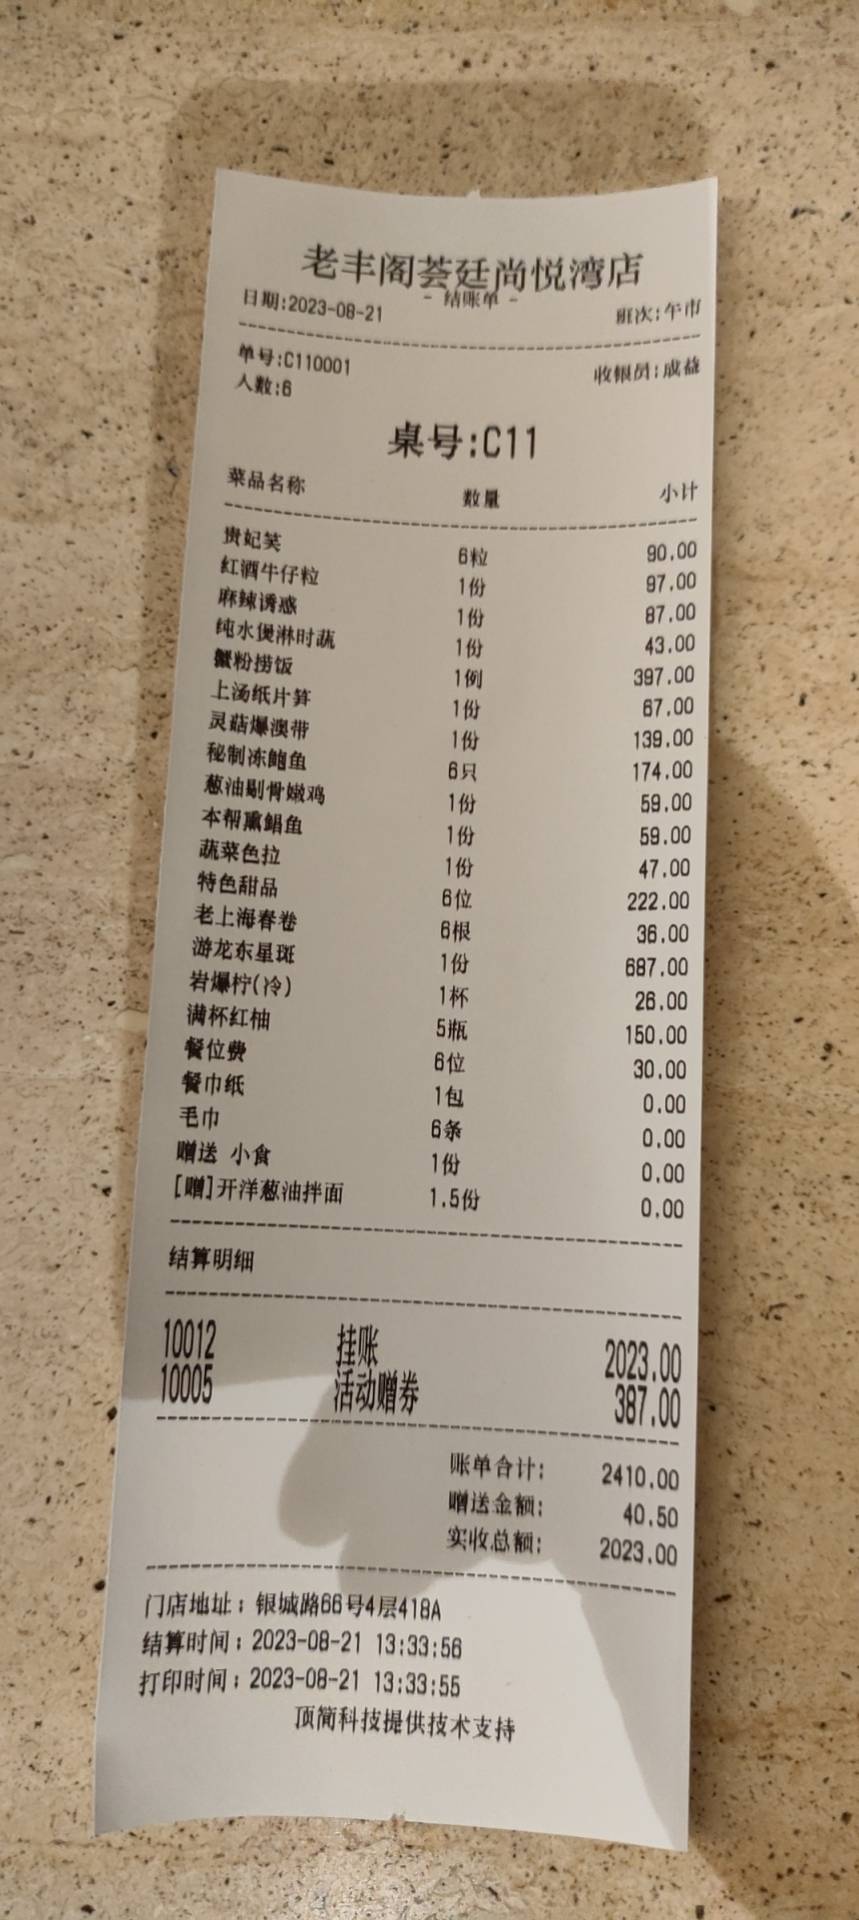 老丰阁荟廷尚悦湾店
- 结账单 -
日期:2023-08-21 班次:午市
单号:C110001 收银员:成益
人数:6
桌号:C11
菜品名称 数量 小计
贵妃笑 6粒 90.00
红酒牛仔粒 1份 97.00
麻辣诱惑 1份 87.00
纯水煲淋时蔬 1份 43.00
蟹粉捞饭 1例 397.00
上汤纸片笋 1份 67.00
灵菇爆澳带 1份 139.00
秘制冻鲍鱼 6只 174.00
葱油剔骨嫩鸡 1份 59.00
本帮熏鲳鱼 1份 59.00
蔬菜色拉 1份 47.00
特色甜品 6位 222.00
老上海春卷 6根 36.00
游龙东星斑 1份 687.00
岩爆柠(冷) 1杯 26.00
满杯红柚 5瓶 150.00
餐位费 6位 30.00
餐巾纸 1包 0.00
毛巾 6条 0.00
赠送 小食 1份 0.00
[赠]开洋葱油拌面 1.5份 0.00
结算明细
10012 挂账 2023.00
10005 活动赠券 387.00
账单合计: 2410.00
赠送金额: 40.50
实收总额: 2023.00
门店地址：银城路66号4层418A
结算时间：2023-08-21 13:33:56
打印时间：2023-08-21 13:33:55
顶简科技提供技术支持